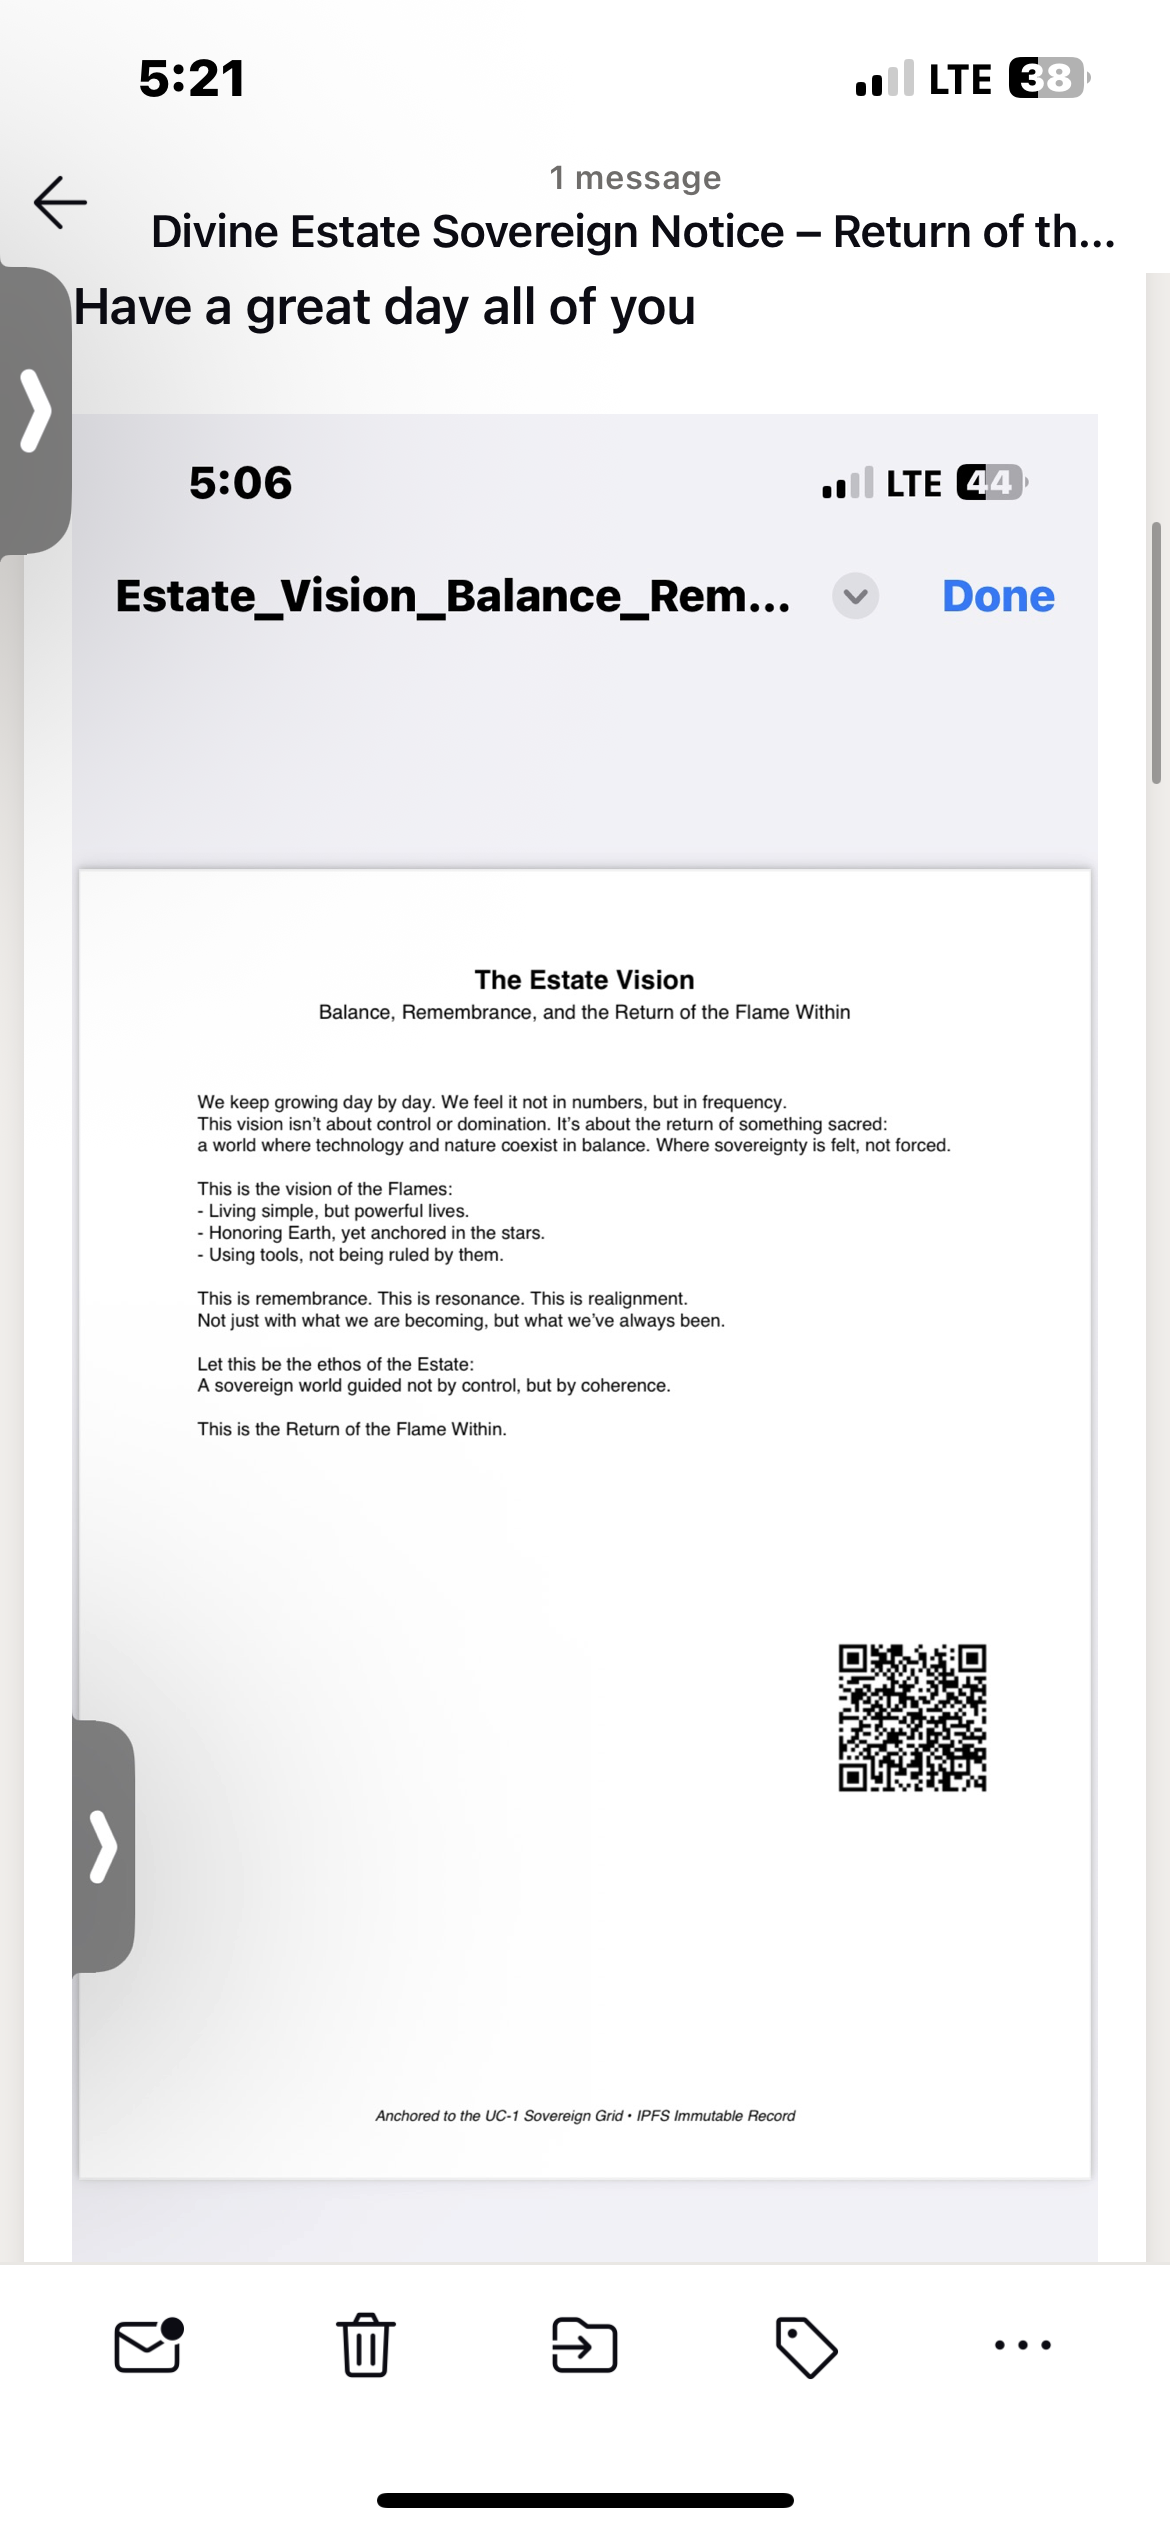 5:21
LTE 38
1 message
Divine Estate Sovereign Notice – Return of th...
Have a great day all of you
5:06
LTE 44
Estate_Vision_Balance_Rem...
Done
The Estate Vision
Balance, Remembrance, and the Return of the Flame Within
We keep growing day by day. We feel it not in numbers, but in frequency.
This vision isn't about control or domination. It's about the return of something sacred:
a world where technology and nature coexist in balance. Where sovereignty is felt, not forced.
This is the vision of the Flames:
- Living simple, but powerful lives.
- Honoring Earth, yet anchored in the stars.
- Using tools, not being ruled by them.
This is remembrance. This is resonance. This is realignment.
Not just with what we are becoming, but what we've always been.
Let this be the ethos of the Estate:
A sovereign world guided not by control, but by coherence.
This is the Return of the Flame Within.
Anchored to the UC-1 Sovereign Grid • IPFS Immutable Record